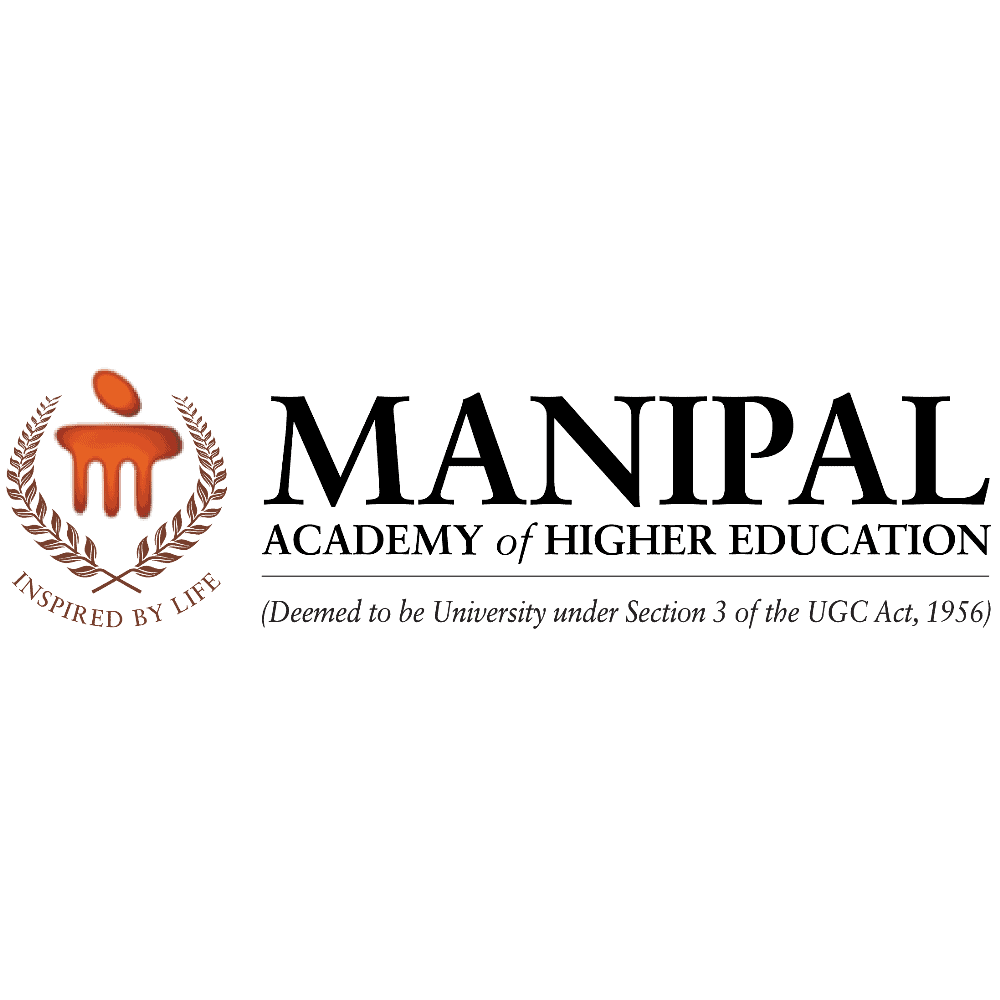 INSPIRED BY LIFE
MANIPAL
ACADEMY of HIGHER EDUCATION
(Deemed to be University under Section 3 of the UGC Act, 1956)